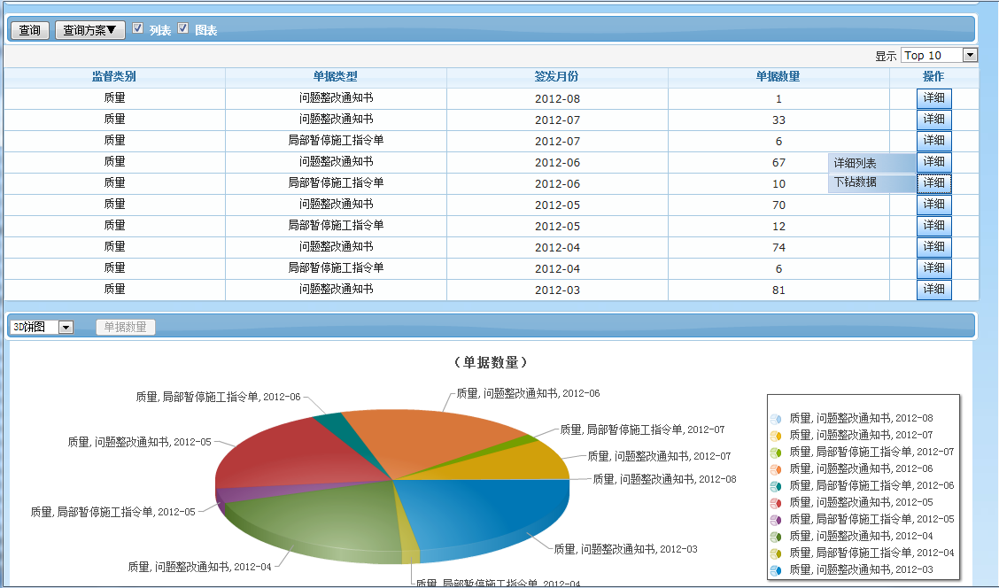 查询 查询方案▼ 列表 图表
显示 Top 10
监督类别 单据类型 签发月份 单据数量 操作
质量 问题整改通知书 2012-08 1 详细
质量 问题整改通知书 2012-07 33 详细
质量 局部暂停施工指令单 2012-07 6 详细
质量 问题整改通知书 2012-06 67 详细列表 详细
质量 局部暂停施工指令单 2012-06 10 下钻数据 详细
质量 问题整改通知书 2012-05 70 详细
质量 局部暂停施工指令单 2012-05 12 详细
质量 问题整改通知书 2012-04 74 详细
质量 局部暂停施工指令单 2012-04 6 详细
质量 问题整改通知书 2012-03 81 详细
3D饼图 单据数量
（单据数量）
质量, 问题整改通知书, 2012-06
质量, 局部暂停施工指令单, 2012-06
质量, 局部暂停施工指令单, 2012-07
质量, 问题整改通知书, 2012-05
质量, 问题整改通知书, 2012-07
质量, 问题整改通知书, 2012-08
质量, 局部暂停施工指令单, 2012-05
质量, 问题整改通知书, 2012-03
质量, 问题整改通知书, 2012-04
质量, 局部暂停施工指令单, 2012-04
质量, 问题整改通知书, 2012-08
质量, 问题整改通知书, 2012-07
质量, 局部暂停施工指令单, 2012-07
质量, 问题整改通知书, 2012-06
质量, 局部暂停施工指令单, 2012-06
质量, 问题整改通知书, 2012-05
质量, 局部暂停施工指令单, 2012-05
质量, 问题整改通知书, 2012-04
质量, 局部暂停施工指令单, 2012-04
质量, 问题整改通知书, 2012-03